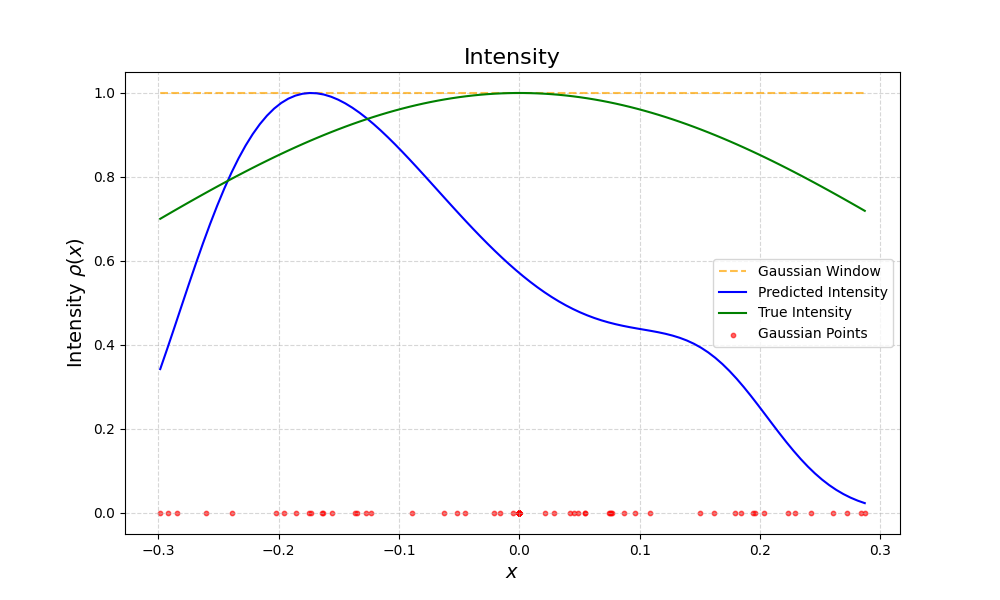 Intensity
Intensity ρ(x)
1.0
0.8
0.6
0.4
0.2
0.0
Gaussian Window
Predicted Intensity
True Intensity
Gaussian Points
−0.3 −0.2 −0.1 0.0 0.1 0.2 0.3
x